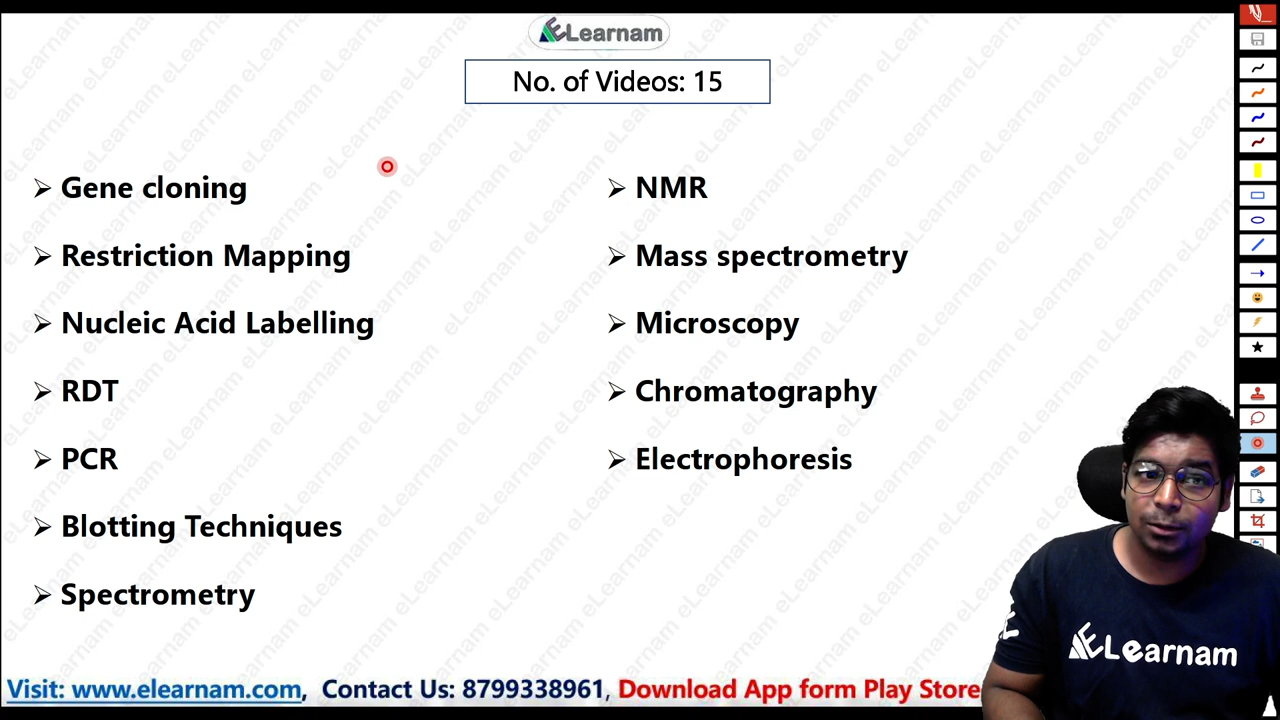 ELearnam
No. of Videos: 15
➢ Gene cloning
➢ Restriction Mapping
➢ Nucleic Acid Labelling
➢ RDT
➢ PCR
➢ Blotting Techniques
➢ Spectrometry
➢ NMR
➢ Mass spectrometry
➢ Microscopy
➢ Chromatography
➢ Electrophoresis
ELearnam
Visit: www.elearnam.com, Contact Us: 8799338961, Download App form Play Store